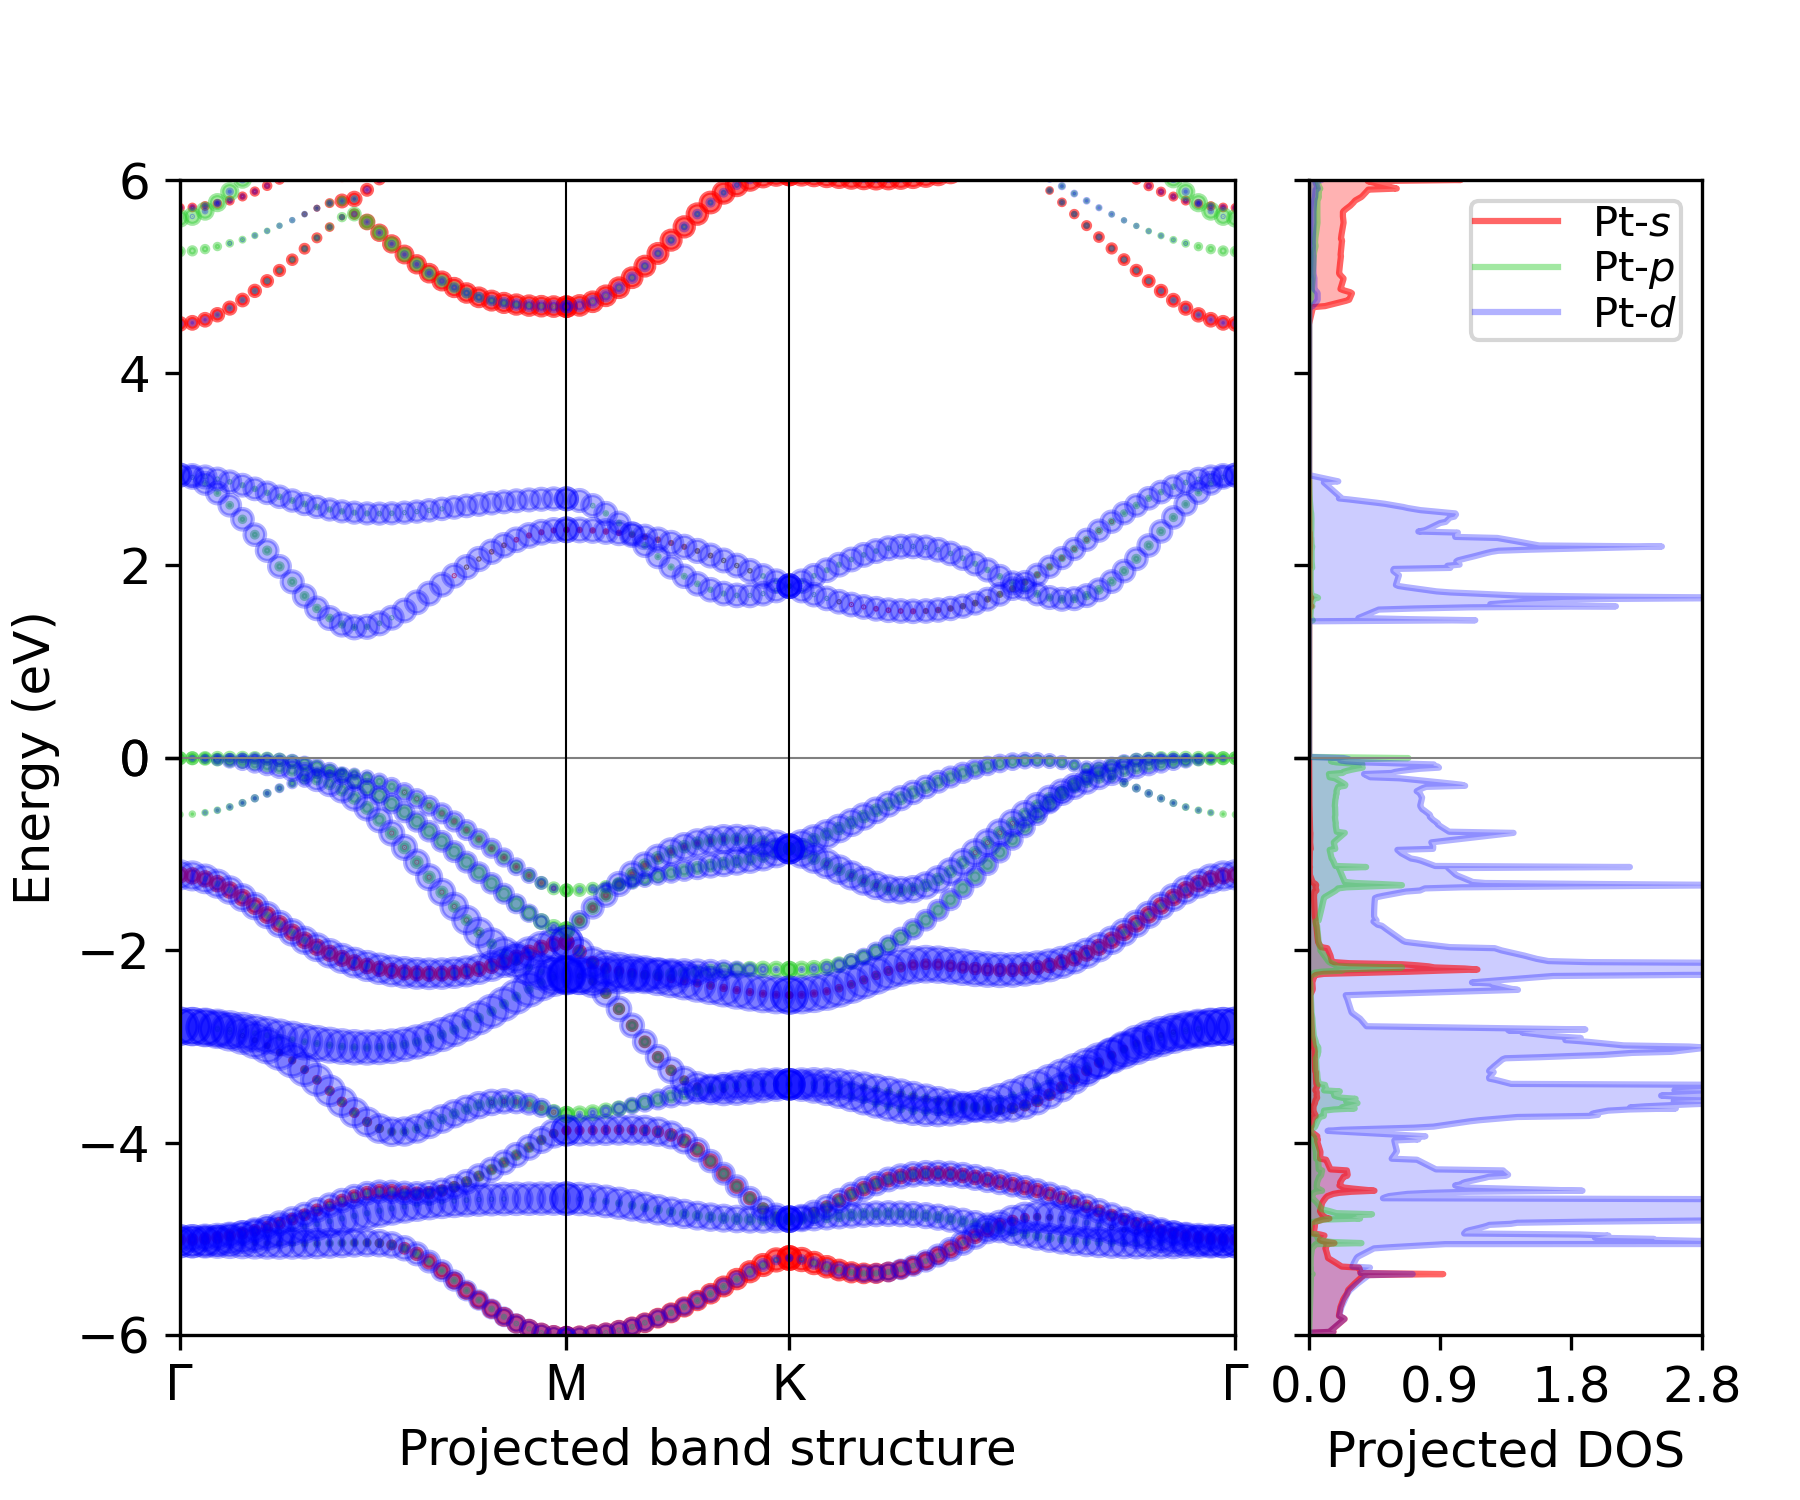 6
4
2
0
−2
−4
−6
Energy (eV)
Γ
M
K
Γ
Projected band structure
Pt-s
Pt-p
Pt-d
0.0
0.9
1.8
2.8
Projected DOS